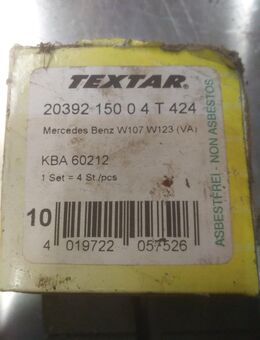 TEXTAR®
20392 150 0 4 T 424
Mercedes Benz W107 W123 (VA)
KBA 60212
1 Set = 4 St./pcs
10
4 019722 057526
ASBESTFREI - NON ASBESTOS